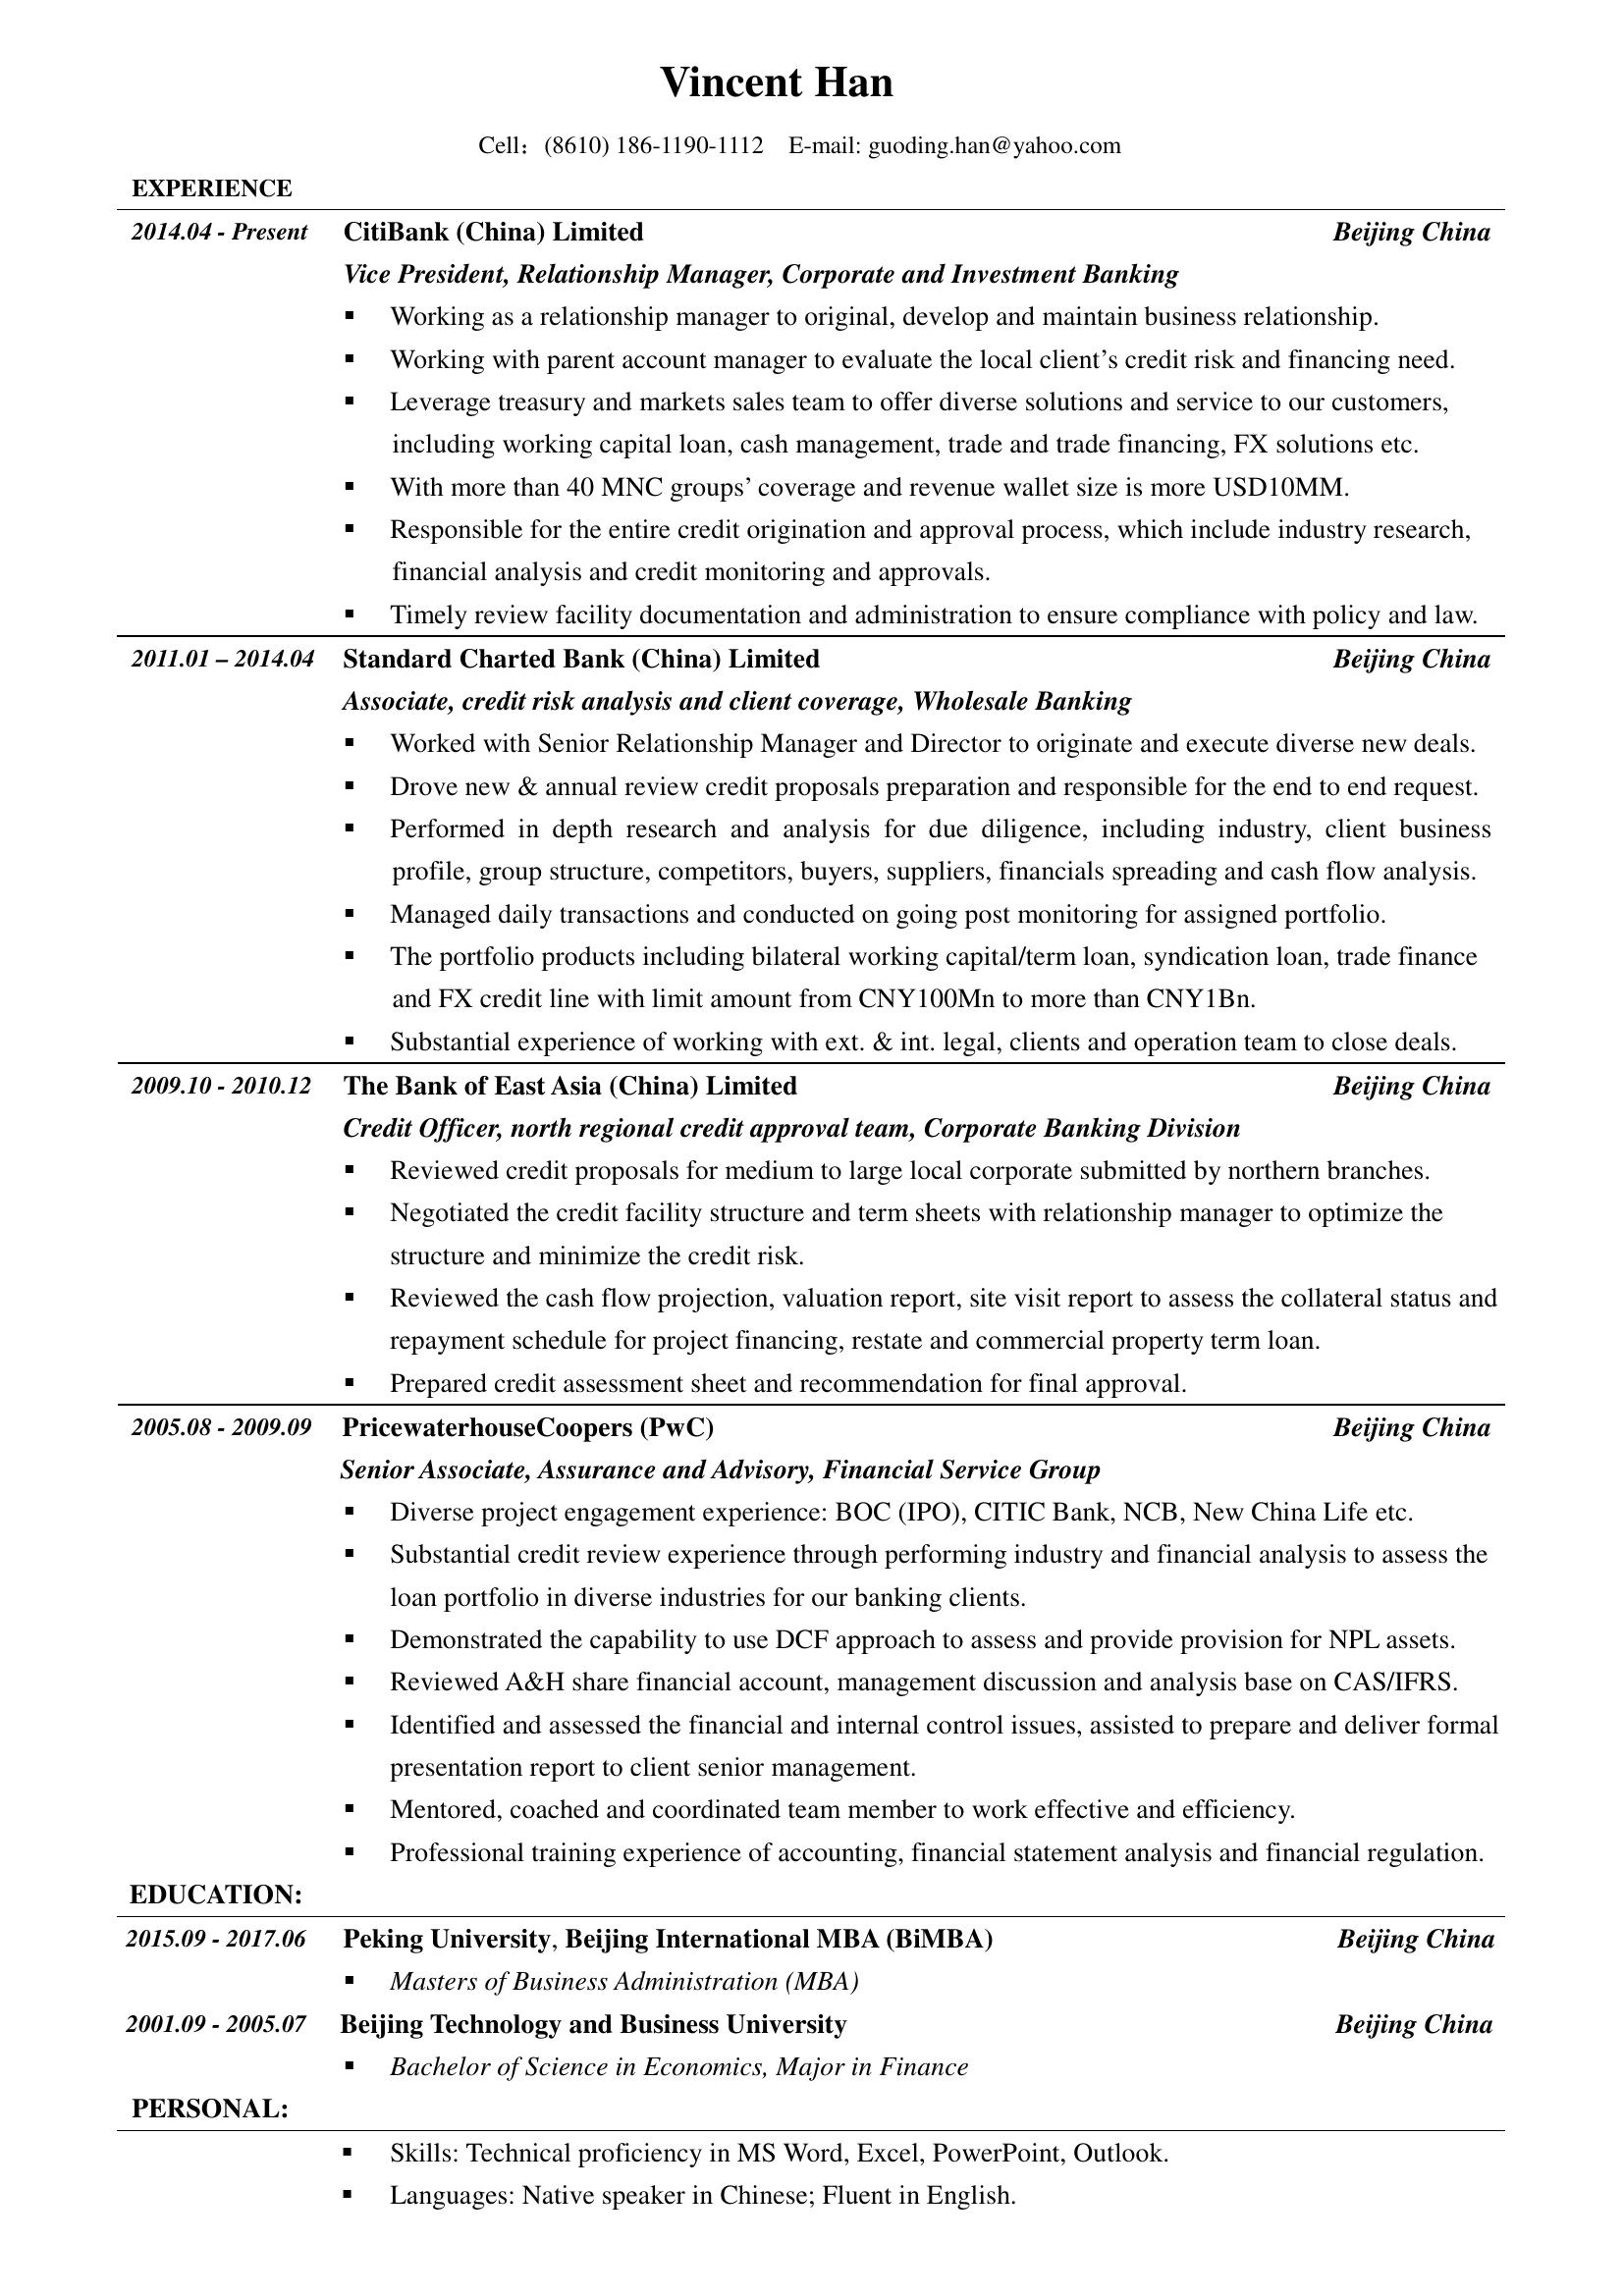 Vincent Han
Cell：(8610) 186-1190-1112 E-mail: guoding.han@yahoo.com
EXPERIENCE
2014.04 - Present CitiBank (China) Limited Beijing China
Vice President, Relationship Manager, Corporate and Investment Banking
▪ Working as a relationship manager to original, develop and maintain business relationship.
▪ Working with parent account manager to evaluate the local client’s credit risk and financing need.
▪ Leverage treasury and markets sales team to offer diverse solutions and service to our customers,
including working capital loan, cash management, trade and trade financing, FX solutions etc.
▪ With more than 40 MNC groups’ coverage and revenue wallet size is more USD10MM.
▪ Responsible for the entire credit origination and approval process, which include industry research,
financial analysis and credit monitoring and approvals.
▪ Timely review facility documentation and administration to ensure compliance with policy and law.
2011.01 – 2014.04 Standard Charted Bank (China) Limited Beijing China
Associate, credit risk analysis and client coverage, Wholesale Banking
▪ Worked with Senior Relationship Manager and Director to originate and execute diverse new deals.
▪ Drove new & annual review credit proposals preparation and responsible for the end to end request.
▪ Performed in depth research and analysis for due diligence, including industry, client business
profile, group structure, competitors, buyers, suppliers, financials spreading and cash flow analysis.
▪ Managed daily transactions and conducted on going post monitoring for assigned portfolio.
▪ The portfolio products including bilateral working capital/term loan, syndication loan, trade finance
and FX credit line with limit amount from CNY100Mn to more than CNY1Bn.
▪ Substantial experience of working with ext. & int. legal, clients and operation team to close deals.
2009.10 - 2010.12 The Bank of East Asia (China) Limited Beijing China
Credit Officer, north regional credit approval team, Corporate Banking Division
▪ Reviewed credit proposals for medium to large local corporate submitted by northern branches.
▪ Negotiated the credit facility structure and term sheets with relationship manager to optimize the
structure and minimize the credit risk.
▪ Reviewed the cash flow projection, valuation report, site visit report to assess the collateral status and
repayment schedule for project financing, restate and commercial property term loan.
▪ Prepared credit assessment sheet and recommendation for final approval.
2005.08 - 2009.09 PricewaterhouseCoopers (PwC) Beijing China
Senior Associate, Assurance and Advisory, Financial Service Group
▪ Diverse project engagement experience: BOC (IPO), CITIC Bank, NCB, New China Life etc.
▪ Substantial credit review experience through performing industry and financial analysis to assess the
loan portfolio in diverse industries for our banking clients.
▪ Demonstrated the capability to use DCF approach to assess and provide provision for NPL assets.
▪ Reviewed A&H share financial account, management discussion and analysis base on CAS/IFRS.
▪ Identified and assessed the financial and internal control issues, assisted to prepare and deliver formal
presentation report to client senior management.
▪ Mentored, coached and coordinated team member to work effective and efficiency.
▪ Professional training experience of accounting, financial statement analysis and financial regulation.
EDUCATION:
2015.09 - 2017.06 Peking University, Beijing International MBA (BiMBA) Beijing China
▪ Masters of Business Administration (MBA)
2001.09 - 2005.07 Beijing Technology and Business University Beijing China
▪ Bachelor of Science in Economics, Major in Finance
PERSONAL:
▪ Skills: Technical proficiency in MS Word, Excel, PowerPoint, Outlook.
▪ Languages: Native speaker in Chinese; Fluent in English.